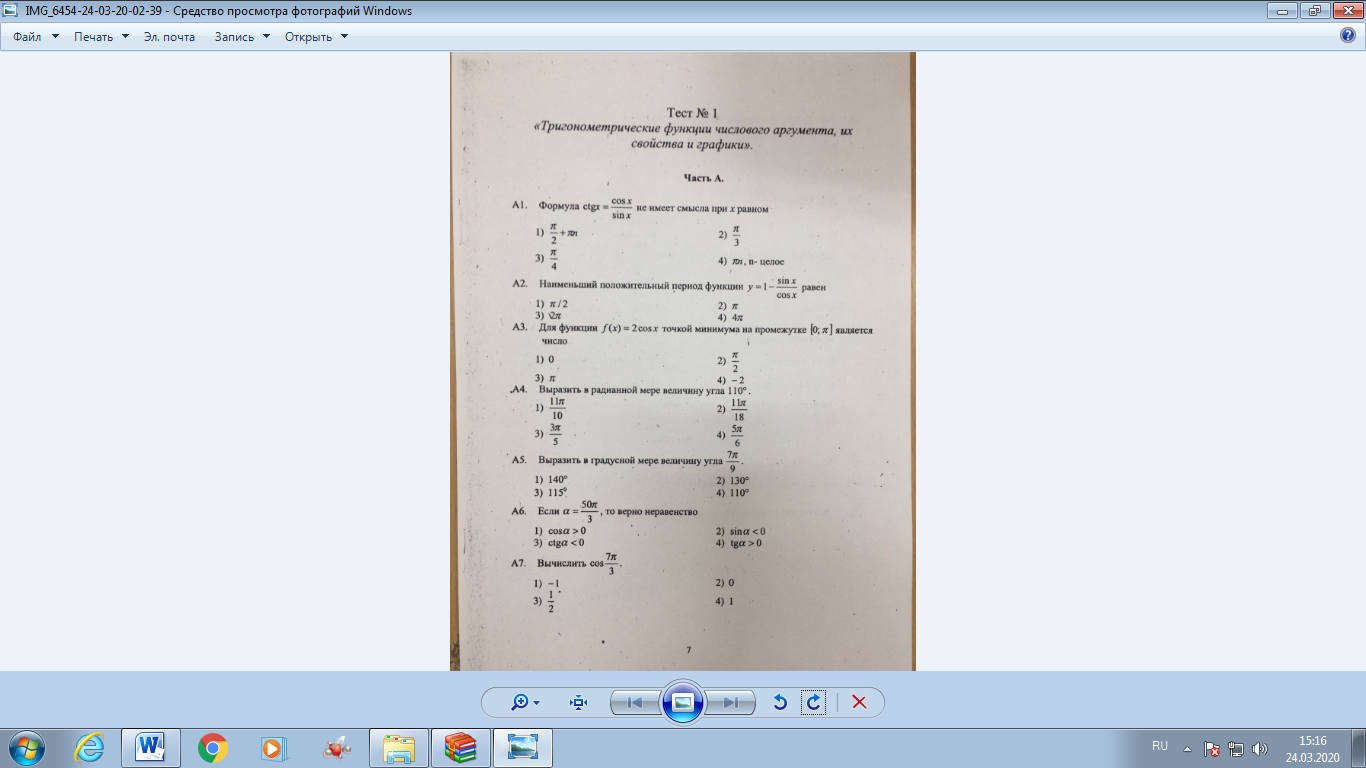 IMG_6454-24-03-20-02-39 - Средство просмотра фотографий Windows
Файл Печать Эл. почта Запись Открыть
Тест № 1
«Тригонометрические функции числового аргумента, их
свойства и графики».
Часть А.
А1. Формула ctgx = cos x / sin x не имеет смысла при x равном
1) π/2 + πn 2) π/3
3) π/4 4) πn, n- целое
А2. Наименьший положительный период функции y = 1 − sin x / cos x равен
1) π / 2 2) π
3) 2π 4) 4π
А3. Для функции f(x) = 2cos x точкой минимума на промежутке [0; π] является
число
1) 0 2) π/2
3) π 4) − 2
А4. Выразить в радианной мере величину угла 110°.
1) 11π/10 2) 11π/18
3) 3π/5 4) 5π/6
А5. Выразить в градусной мере величину угла 7π/9.
1) 140° 2) 130°
3) 115° 4) 110°
А6. Если α = 50π/3, то верно неравенство
1) cosα > 0 2) sinα < 0
3) ctgα < 0 4) tgα > 0
А7. Вычислить cos 7π/3.
1) −1 2) 0
3) 1/2 4) 1
7
RU 15:16
24.03.2020